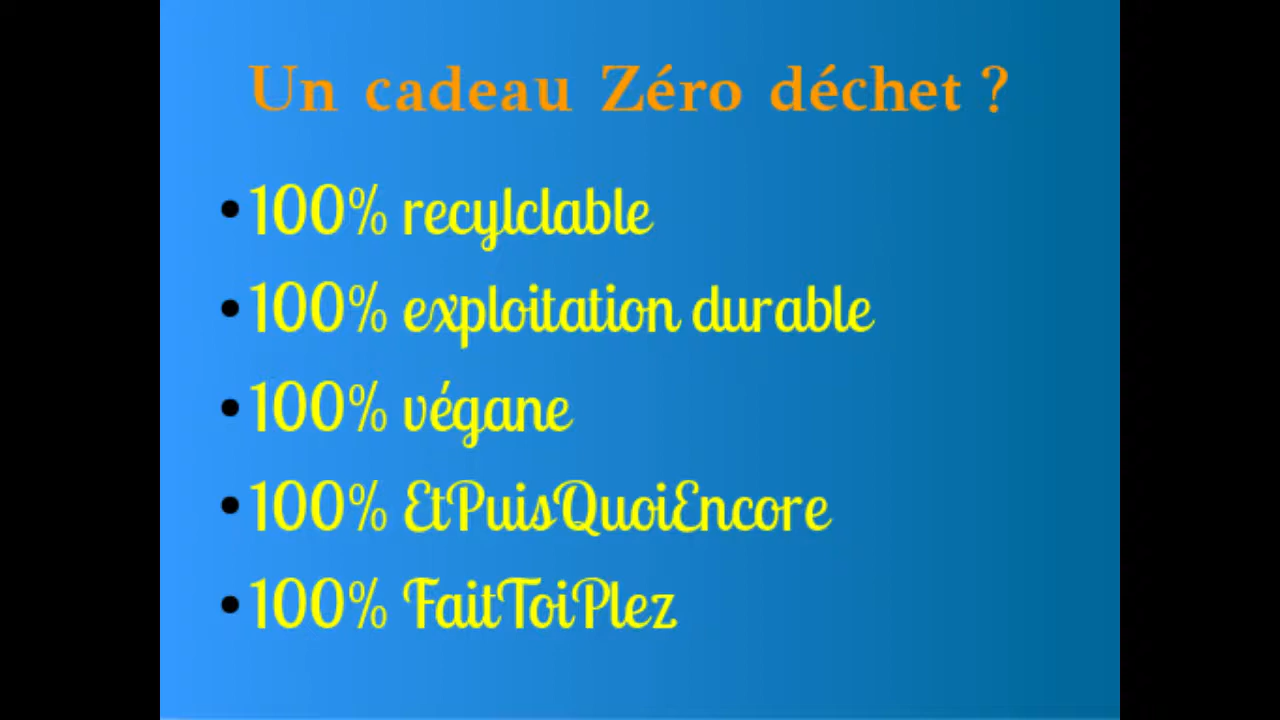 Un cadeau Zéro déchet ?
• 100% recylclable
• 100% exploitation durable
• 100% végane
• 100% EtPuisQuoiEncore
• 100% FaitToiPlez